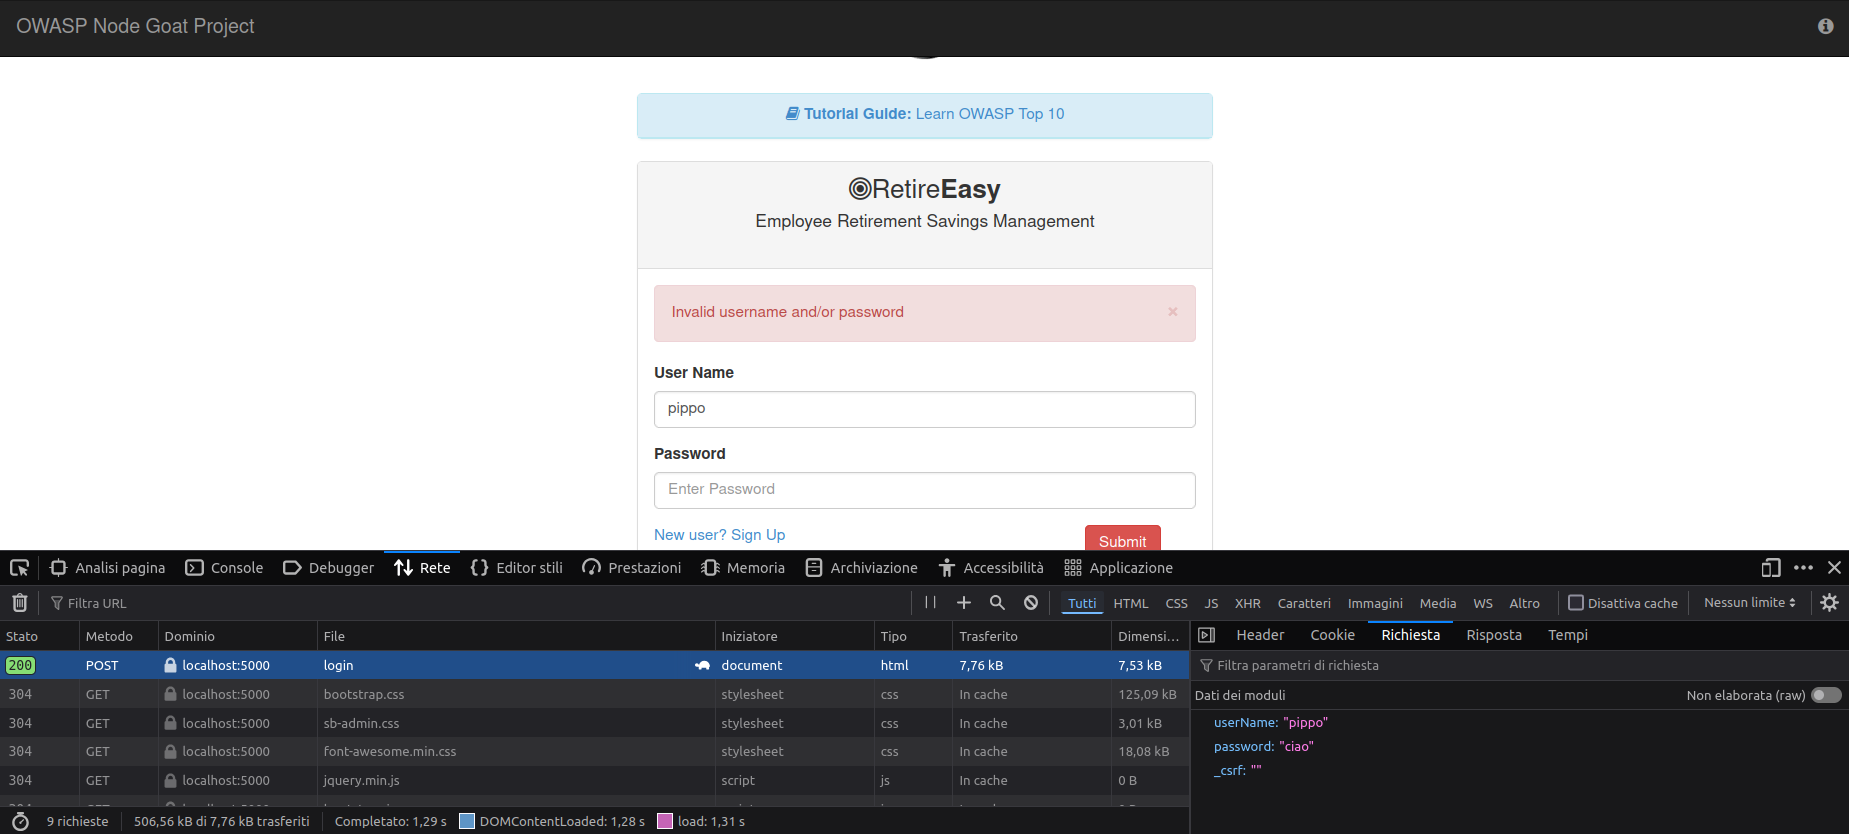 OWASP Node Goat Project
Tutorial Guide: Learn OWASP Top 10
RetireEasy
Employee Retirement Savings Management
Invalid username and/or password ×
User Name
pippo
Password
Enter Password
New user? Sign Up Submit
Analisi pagina Console Debugger Rete Editor stili Prestazioni Memoria Archiviazione Accessibilità Applicazione
Filtra URL Tutti HTML CSS JS XHR Caratteri Immagini Media WS Altro Disattiva cache Nessun limite
Stato Metodo Dominio File Iniziatore Tipo Trasferito Dimensi...
200 POST localhost:5000 login document html 7,76 kB 7,53 kB
304 GET localhost:5000 bootstrap.css stylesheet css In cache 125,09 kB
304 GET localhost:5000 sb-admin.css stylesheet css In cache 3,01 kB
304 GET localhost:5000 font-awesome.min.css stylesheet css In cache 18,08 kB
304 GET localhost:5000 jquery.min.js script js In cache 0 B
9 richieste 506,56 kB di 7,76 kB trasferiti Completato: 1,29 s DOMContentLoaded: 1,28 s load: 1,31 s
Header Cookie Richiesta Risposta Tempi
Filtra parametri di richiesta
Dati dei moduli Non elaborata (raw)
userName: "pippo"
password: "ciao"
_csrf: ""